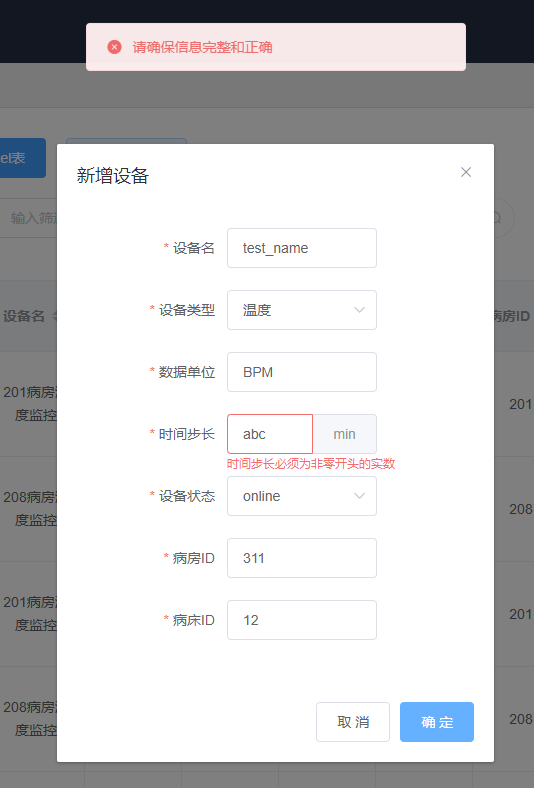 请确保信息完整和正确
el表
新增设备
输入筛
* 设备名 test_name
* 设备类型 温度
设备名
病房ID
* 数据单位 BPM
201病房
度监控
201
* 时间步长 abc min
时间步长必须为非零开头的实数
* 设备状态 online
208病房
度监控
208
* 病房ID 311
201病房
度监控
201
* 病床ID 12
208病房
度监控
208
取 消 确 定